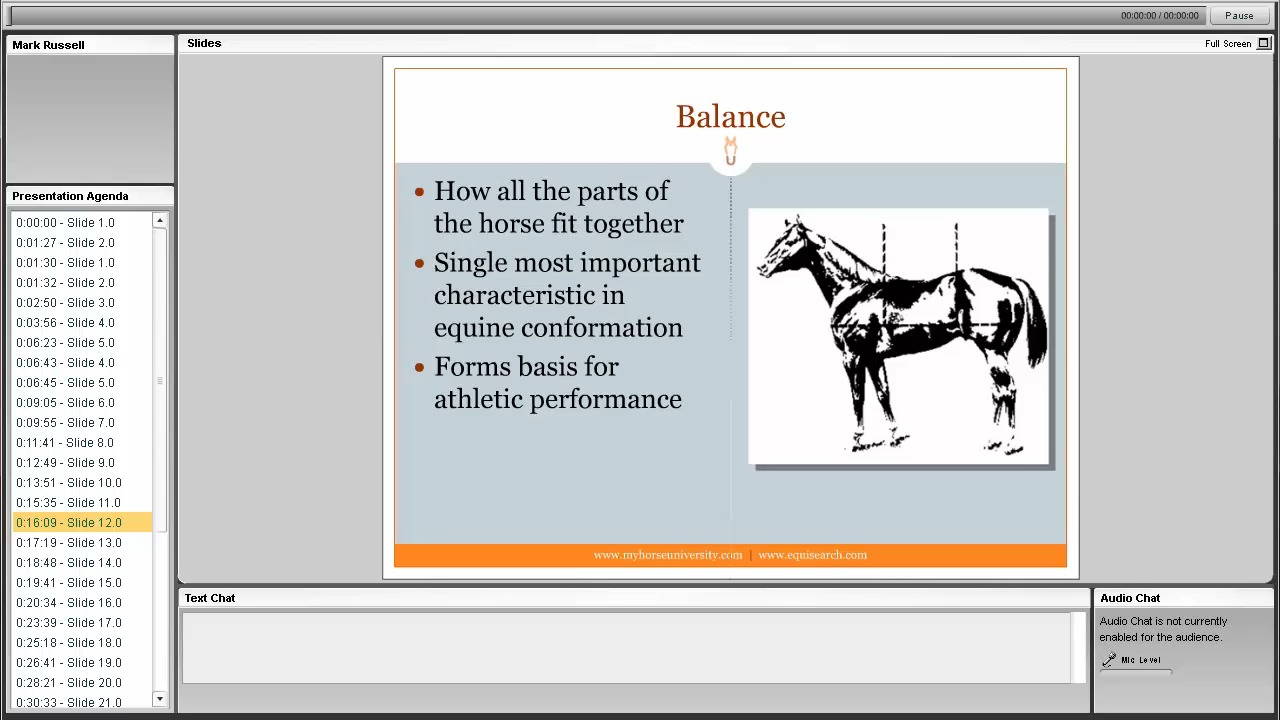 00:00:00 / 00:00:00
Pause
Mark Russell
Slides
Full Screen
Presentation Agenda
0:00:00 - Slide 1.0
0:01:27 - Slide 2.0
0:01:30 - Slide 1.0
0:01:32 - Slide 2.0
0:02:50 - Slide 3.0
0:03:56 - Slide 4.0
0:06:23 - Slide 5.0
0:06:43 - Slide 4.0
0:06:45 - Slide 5.0
0:09:05 - Slide 6.0
0:09:55 - Slide 7.0
0:11:41 - Slide 8.0
0:12:49 - Slide 9.0
0:13:51 - Slide 10.0
0:15:35 - Slide 11.0
0:16:09 - Slide 12.0
0:17:19 - Slide 13.0
0:18:48 - Slide 14.0
0:19:41 - Slide 15.0
0:20:34 - Slide 16.0
0:23:39 - Slide 17.0
0:25:18 - Slide 18.0
0:26:41 - Slide 19.0
0:28:21 - Slide 20.0
0:30:33 - Slide 21.0
Balance
• How all the parts of
the horse fit together
• Single most important
characteristic in
equine conformation
• Forms basis for
athletic performance
www.myhorseuniversity.com | www.equisearch.com
Text Chat
Audio Chat
Audio Chat is not currently
enabled for the audience.
Mic Level